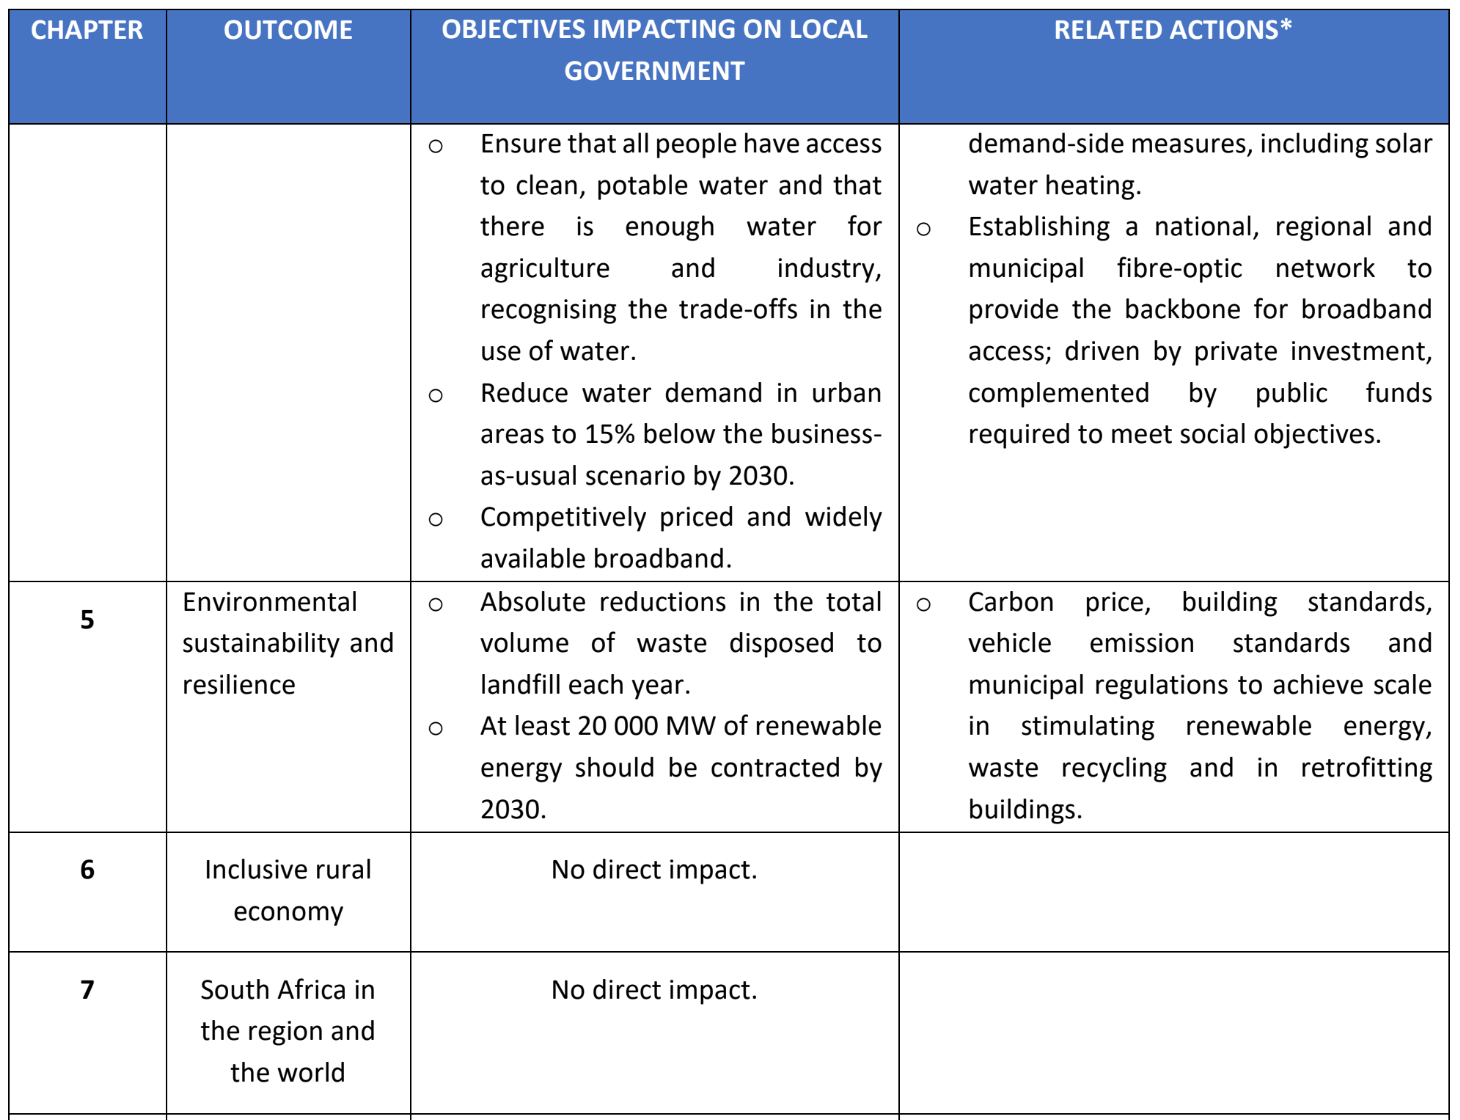 CHAPTER
OUTCOME
OBJECTIVES IMPACTING ON LOCAL
GOVERNMENT
RELATED ACTIONS*
o Ensure that all people have access
to clean, potable water and that
there is enough water for
agriculture and industry,
recognising the trade-offs in the
use of water.
o Reduce water demand in urban
areas to 15% below the business-
as-usual scenario by 2030.
o Competitively priced and widely
available broadband.
demand-side measures, including solar
water heating.
o Establishing a national, regional and
municipal fibre-optic network to
provide the backbone for broadband
access; driven by private investment,
complemented by public funds
required to meet social objectives.
5
Environmental
sustainability and
resilience
o Absolute reductions in the total
volume of waste disposed to
landfill each year.
o At least 20 000 MW of renewable
energy should be contracted by
2030.
o Carbon price, building standards,
vehicle emission standards and
municipal regulations to achieve scale
in stimulating renewable energy,
waste recycling and in retrofitting
buildings.
6
Inclusive rural
economy
No direct impact.
7
South Africa in
the region and
the world
No direct impact.